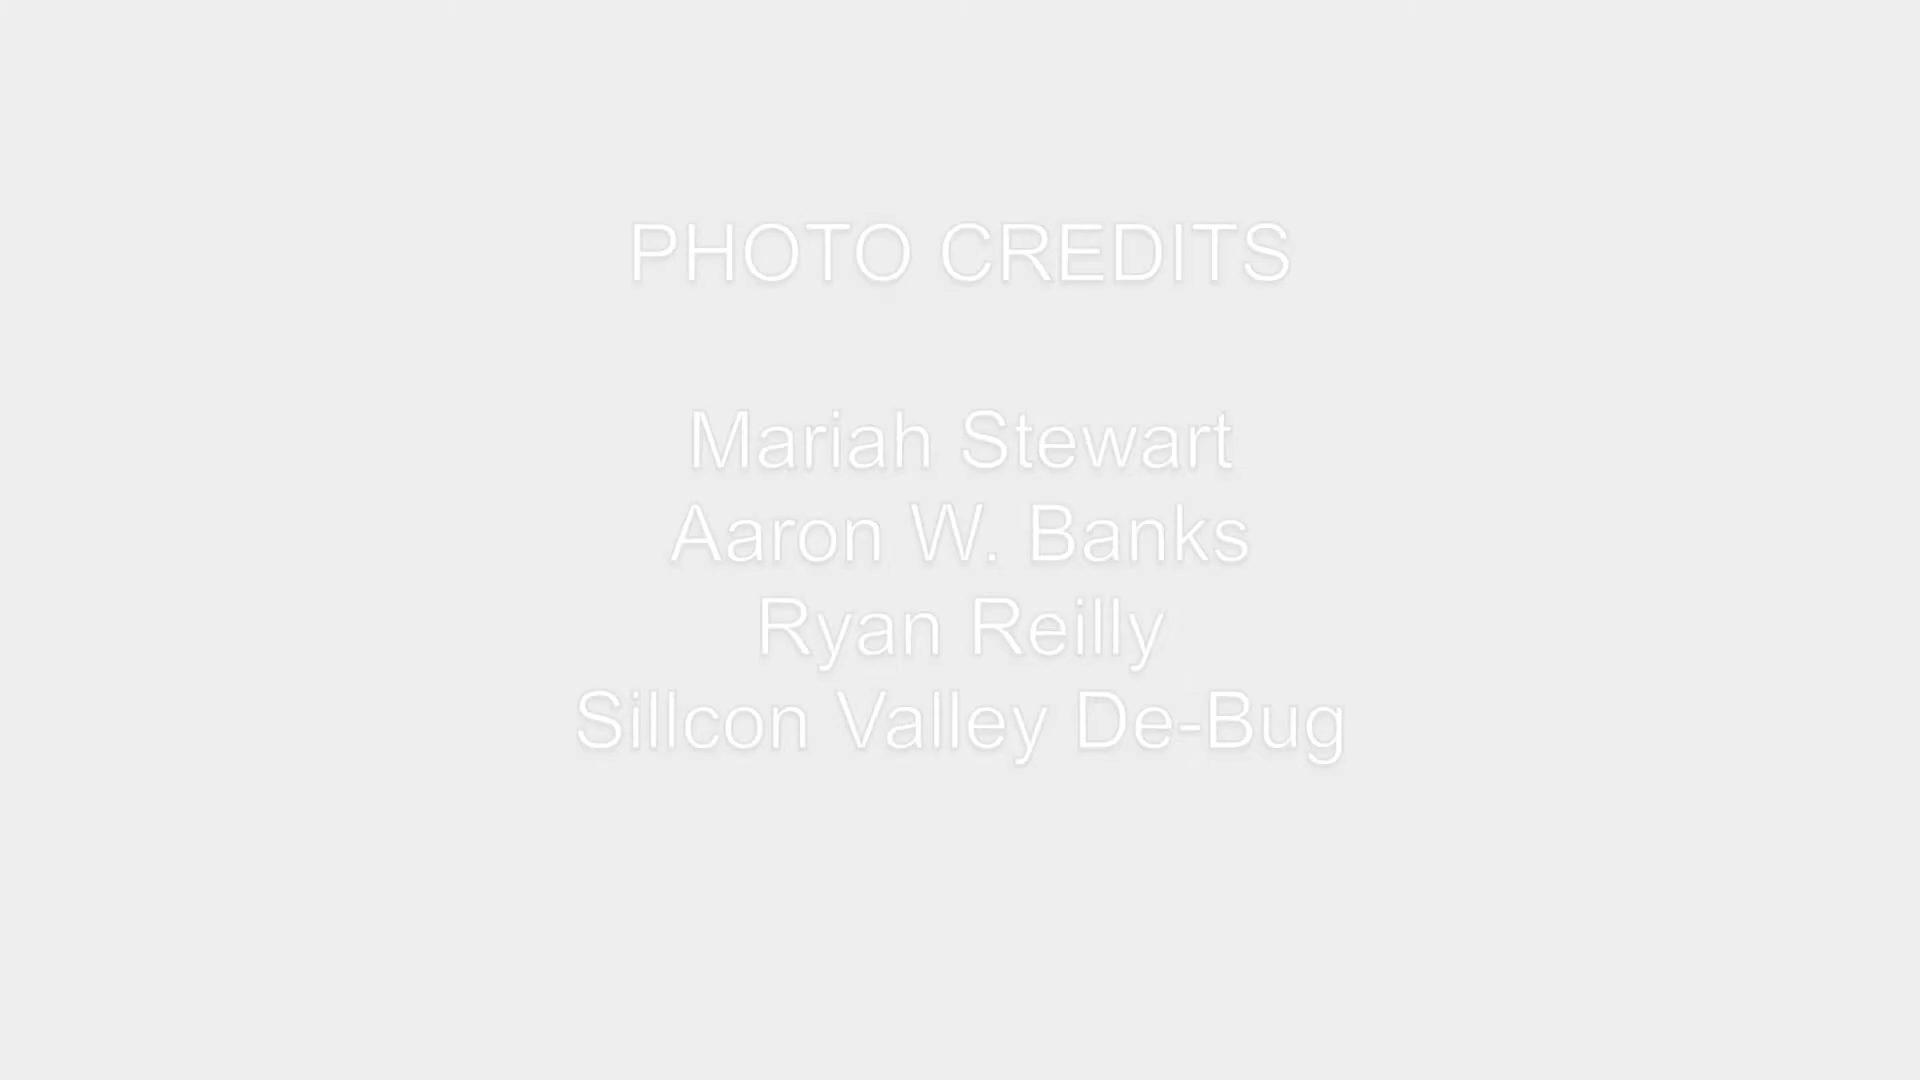 PHOTO CREDITS
Mariah Stewart
Aaron W. Banks
Ryan Reilly
Sillcon Valley De-Bug